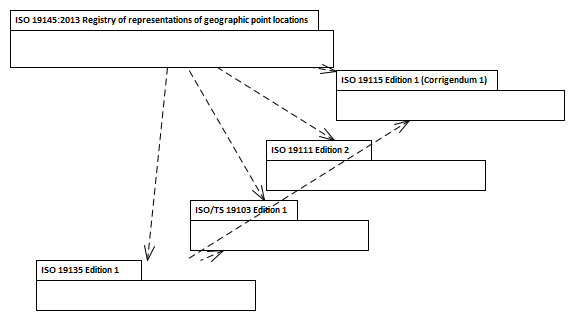 ISO 19145:2013 Registry of representations of geographic point locations
ISO 19115 Edition 1 (Corrigendum 1)
ISO 19111 Edition 2
ISO/TS 19103 Edition 1
ISO 19135 Edition 1